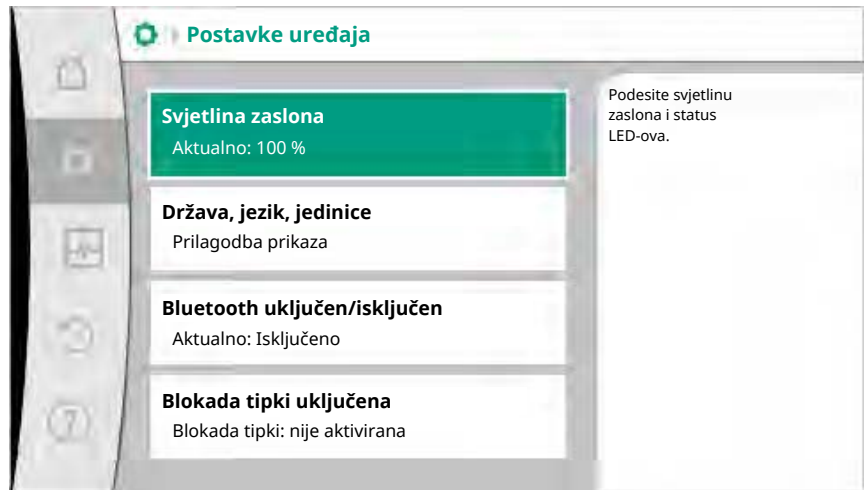 Postavke uređaja
Svjetlina zaslona
Aktualno: 100 %
Država, jezik, jedinice
Prilagodba prikaza
Bluetooth uključen/isključen
Aktualno: Isključeno
Blokada tipki uključena
Blokada tipki: nije aktivirana
Podesite svjetlinu
zaslona i status
LED-ova.
?